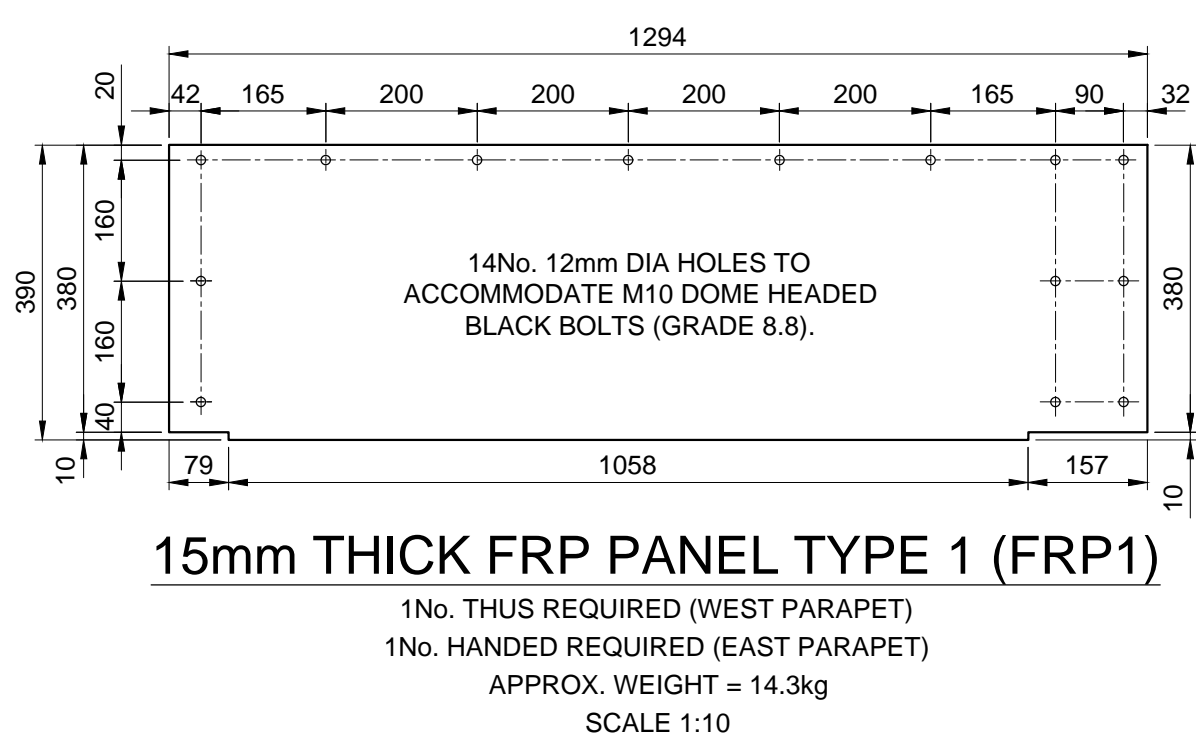 1294
20
42 165 200 200 200 200 165 90 32
390
380
160
160
40
10
14No. 12mm DIA HOLES TO
ACCOMMODATE M10 DOME HEADED
BLACK BOLTS (GRADE 8.8).
380
10
79 1058 157
15mm THICK FRP PANEL TYPE 1 (FRP1)
1No. THUS REQUIRED (WEST PARAPET)
1No. HANDED REQUIRED (EAST PARAPET)
APPROX. WEIGHT = 14.3kg
SCALE 1:10